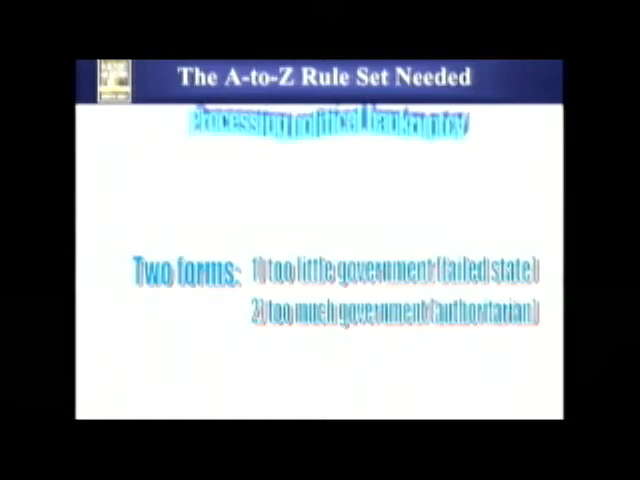 The A-to-Z Rule Set Needed
Processing political bankruptcy
Two forms: 1) too little government (failed state)
2) too much government (authoritarian)